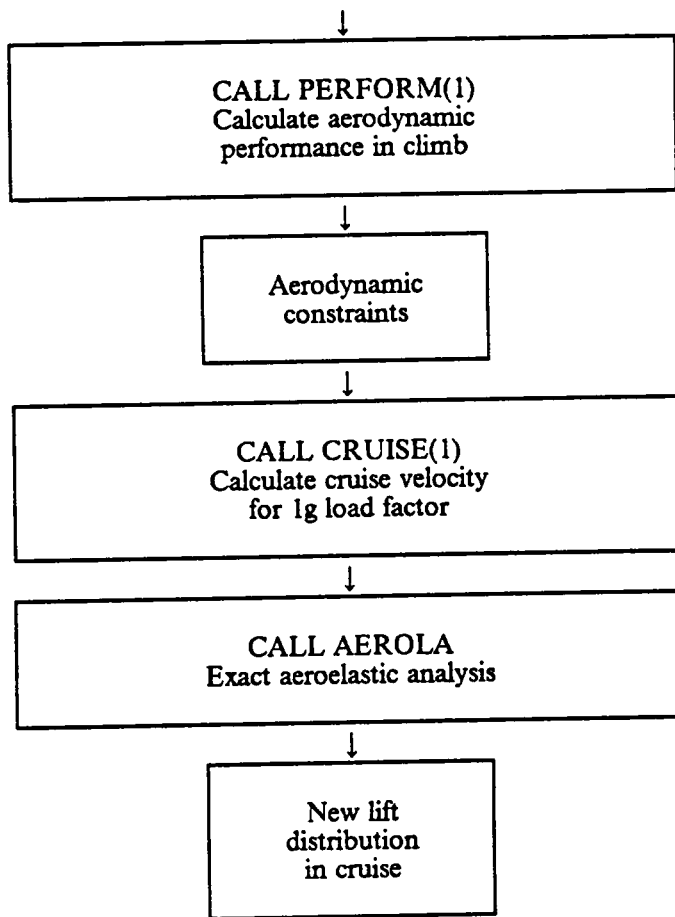 CALL PERFORM(1)
Calculate aerodynamic
performance in climb
Aerodynamic
constraints
CALL CRUISE(1)
Calculate cruise velocity
for 1g load factor
CALL AEROLA
Exact aeroelastic analysis
New lift
distribution
in cruise